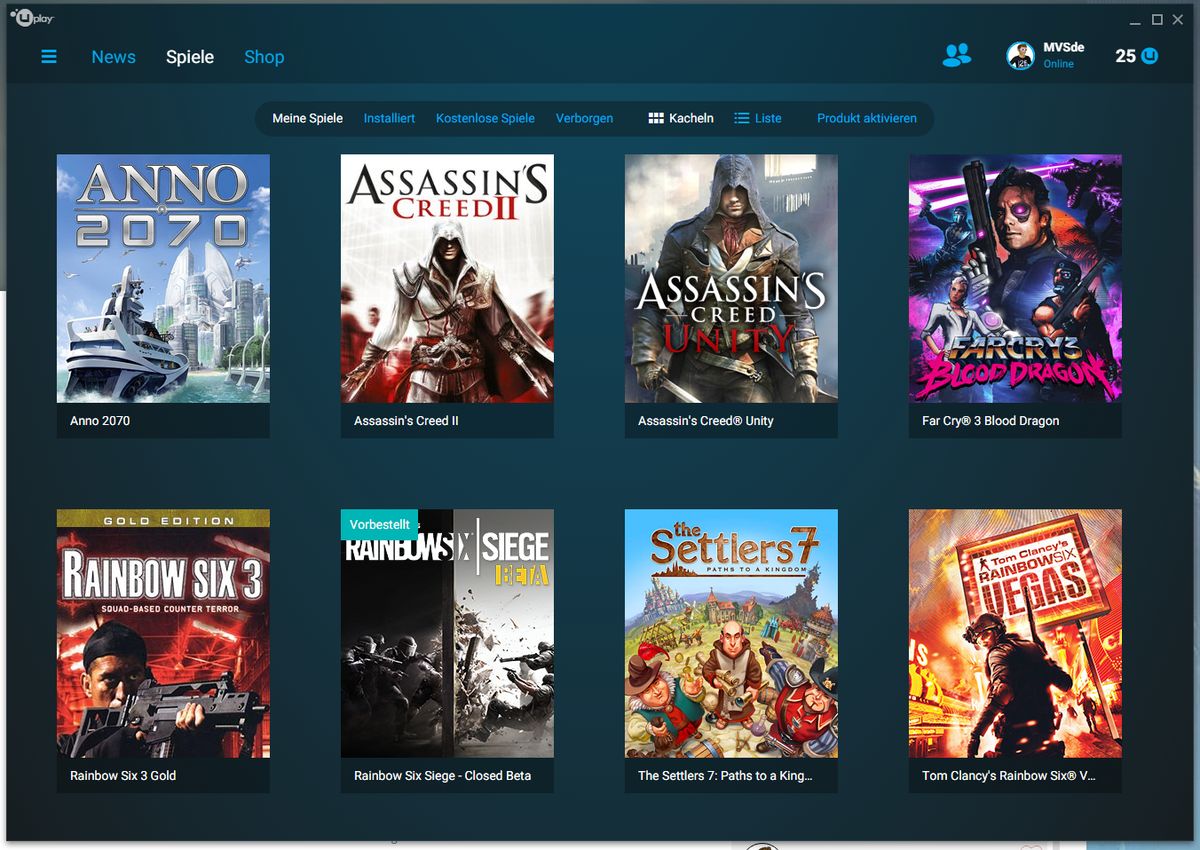 uplay
News Spiele Shop MVSde Online 25
Meine Spiele Installiert Kostenlose Spiele Verborgen Kacheln Liste Produkt aktivieren
ANNO
2070
Anno 2070
ASSASSIN'S
CREED II
Assassin's Creed II
ASSASSIN'S
CREED
UNITY
Assassin's Creed® Unity
FARCRY3
BLOOD DRAGON
Far Cry® 3 Blood Dragon
GOLD EDITION
RAINBOW SIX 3
SQUAD-BASED COUNTER TERROR
Rainbow Six 3 Gold
Vorbestellt
RAINBOWSIX SIEGE
BETA
Rainbow Six Siege - Closed Beta
the
Settlers 7
PATHS TO A KINGDOM
The Settlers 7: Paths to a King...
Tom Clancy's
RAINBOWSIX
VEGAS
Tom Clancy's Rainbow Six® V...